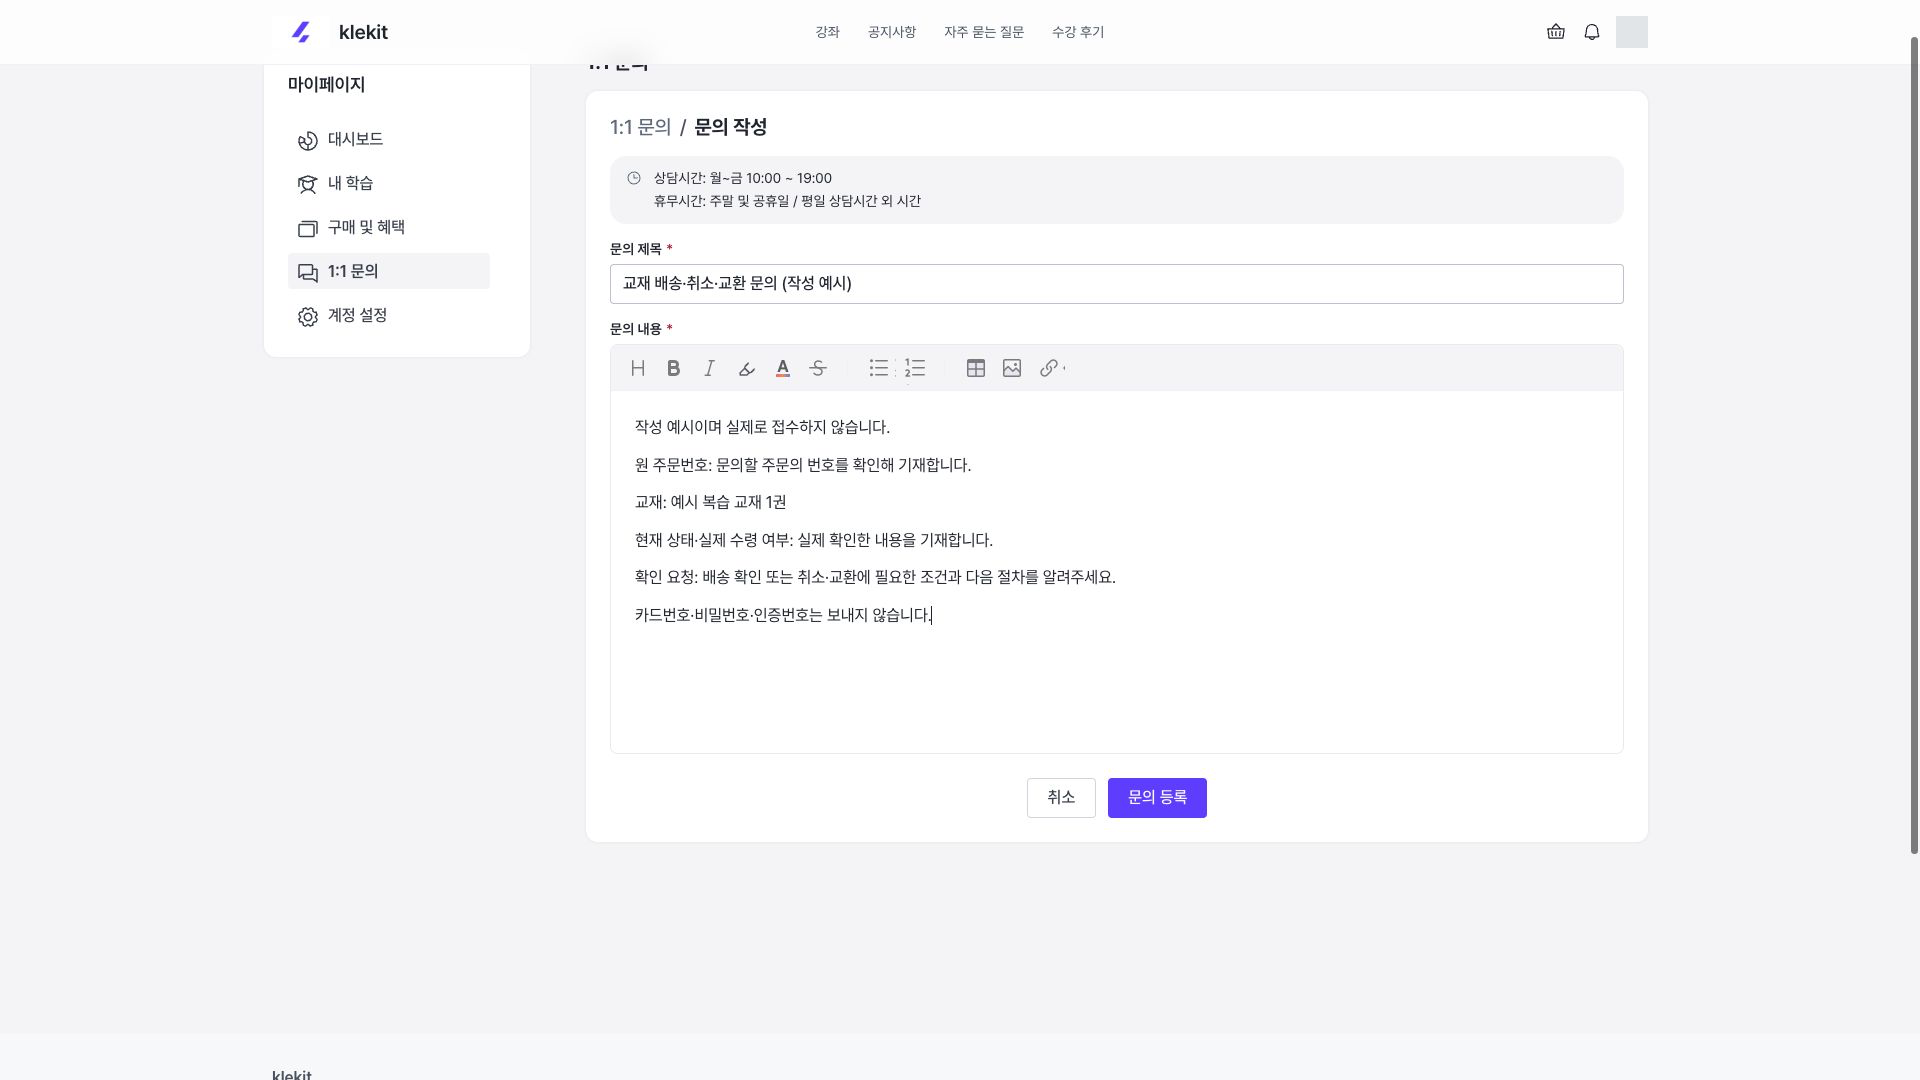 klekit
강좌
공지사항
자주 묻는 질문
수강 후기
마이페이지
대시보드
내 학습
구매 및 혜택
1:1 문의
계정 설정
1:1 문의
1:1 문의 / 문의 작성
상담시간: 월~금 10:00 ~ 19:00
휴무시간: 주말 및 공휴일 / 평일 상담시간 외 시간
문의 제목 *
교재 배송·취소·교환 문의 (작성 예시)
문의 내용 *
작성 예시이며 실제로 접수하지 않습니다.
원 주문번호: 문의할 주문의 번호를 확인해 기재합니다.
교재: 예시 복습 교재 1권
현재 상태·실제 수령 여부: 실제 확인한 내용을 기재합니다.
확인 요청: 배송 확인 또는 취소·교환에 필요한 조건과 다음 절차를 알려주세요.
카드번호·비밀번호·인증번호는 보내지 않습니다.
취소
문의 등록
klekit